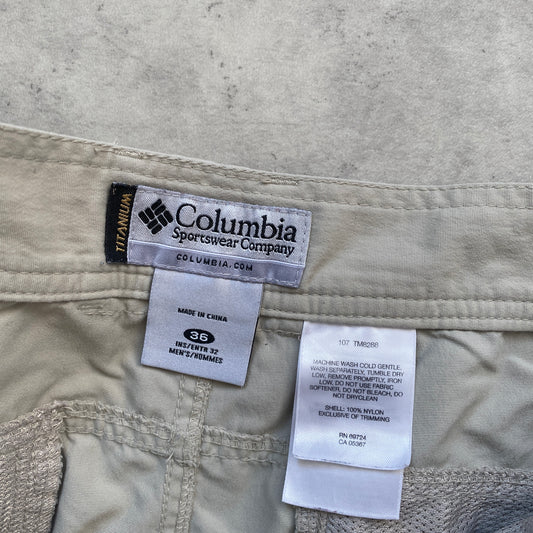 TITANIUM
Columbia
Sportswear Company
COLUMBIA.COM
MADE IN CHINA
36
INS/ENTR 32
MEN'S/HOMMES
107 TM8288
MACHINE WASH COLD GENTLE,
WASH SEPARATELY, TUMBLE DRY
LOW, REMOVE PROMPTLY, IRON
LOW, DO NOT USE FABRIC
SOFTENER, DO NOT BLEACH, DO
NOT DRYCLEAN
SHELL: 100% NYLON
EXCLUSIVE OF TRIMMING
RN 69724
CA 05367